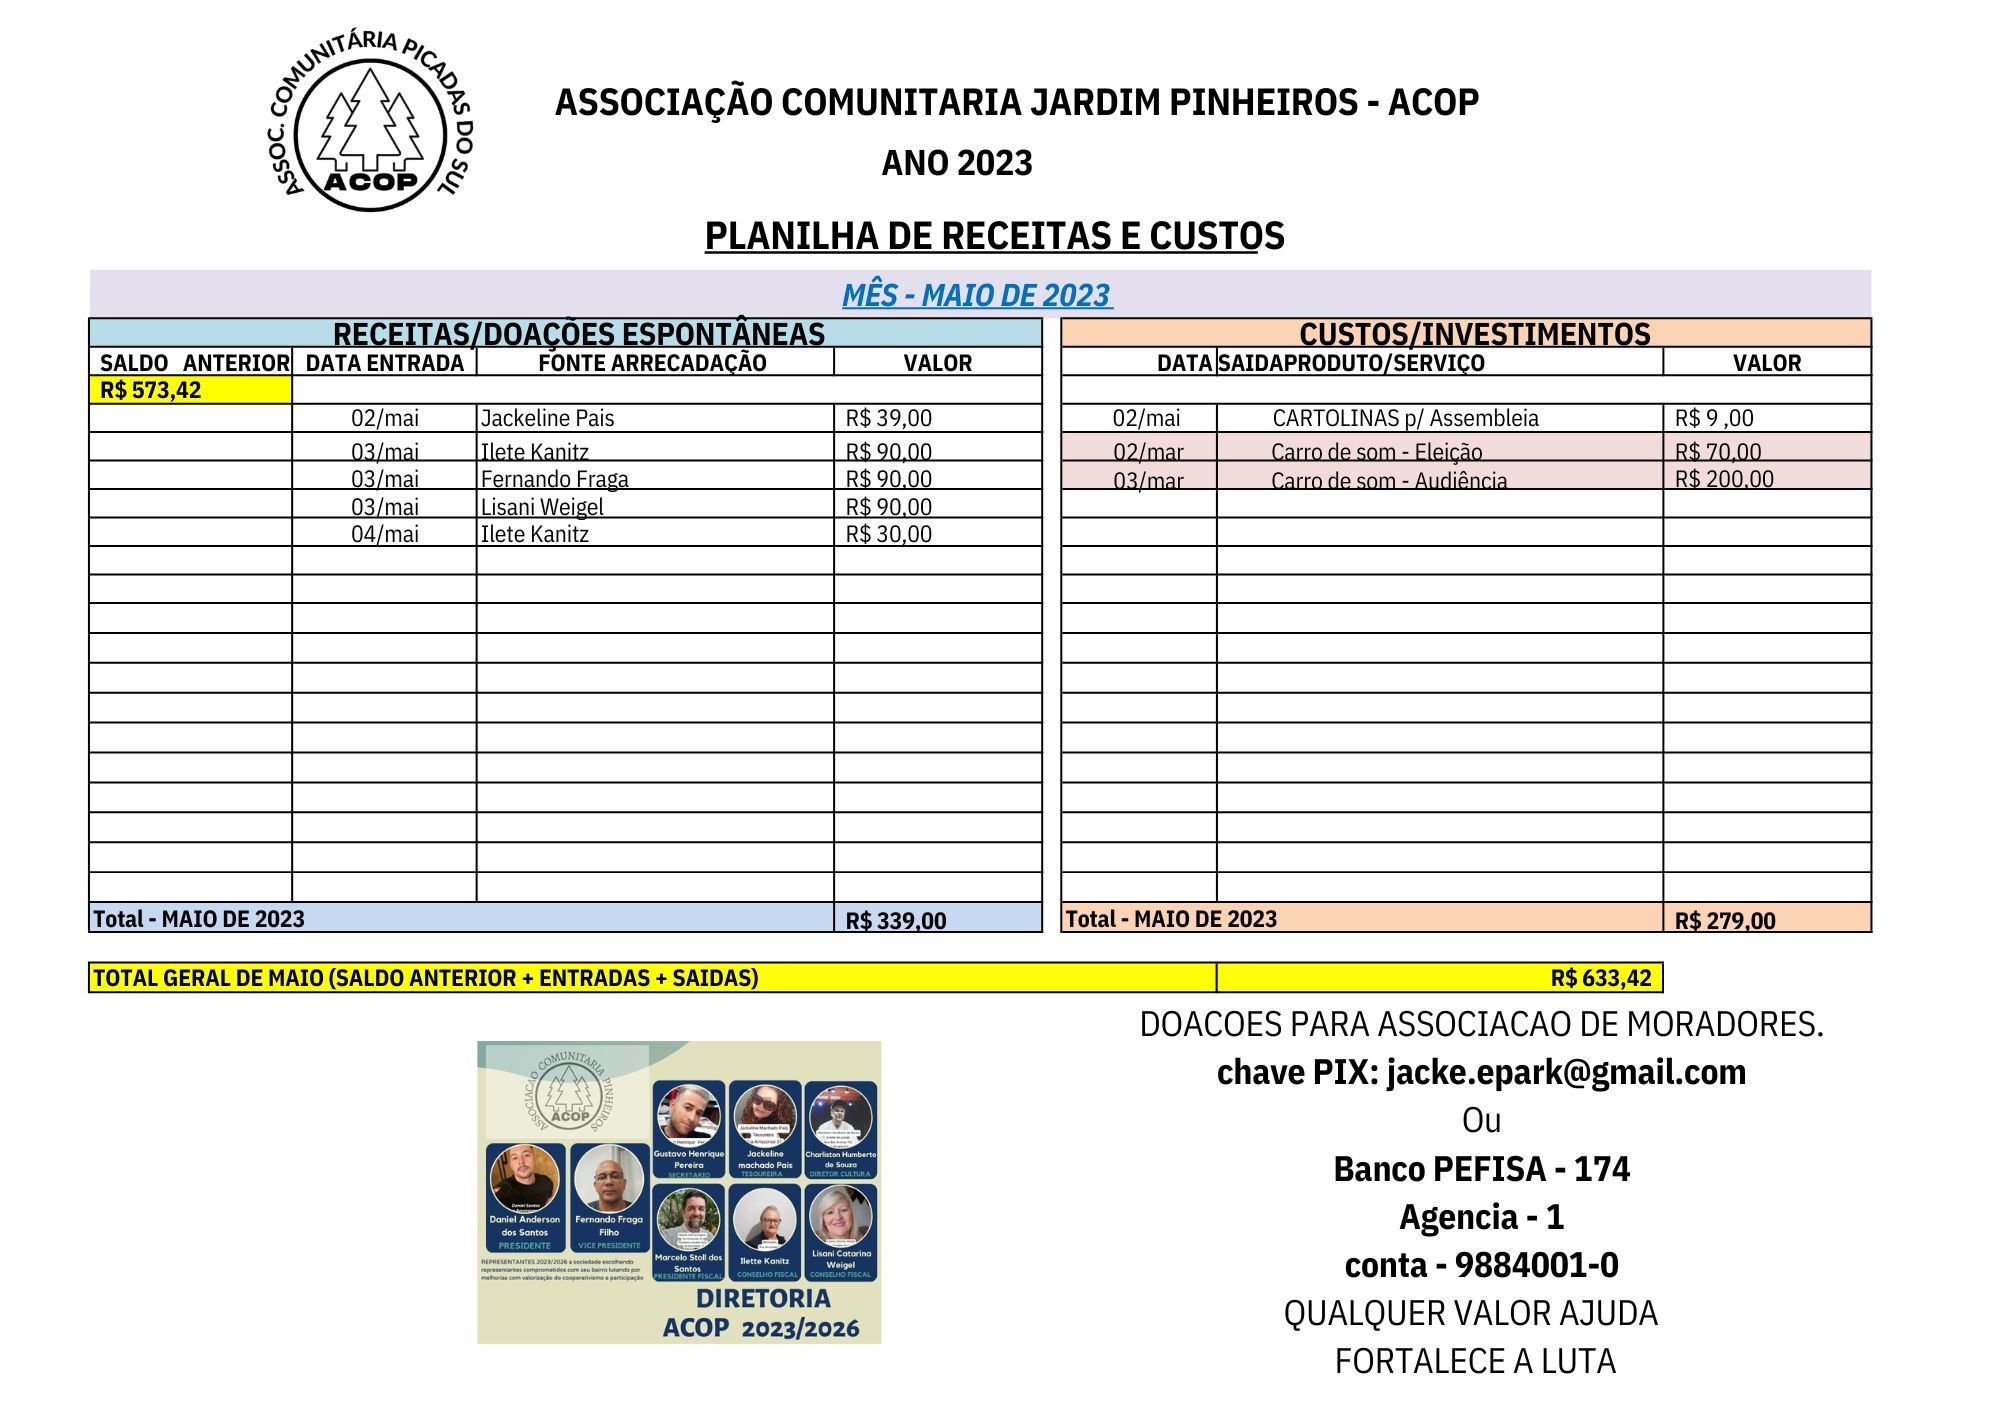 ASSOC. COMUNITÁRIA PICADAS DO SUL
ACOP
ASSOCIAÇÃO COMUNITARIA JARDIM PINHEIROS - ACOP
ANO 2023
PLANILHA DE RECEITAS E CUSTOS
MÊS - MAIO DE 2023
RECEITAS/DOAÇÕES ESPONTÂNEAS CUSTOS/INVESTIMENTOS
SALDO ANTERIOR DATA ENTRADA FONTE ARRECADAÇÃO VALOR DATA SAIDAPRODUTO/SERVIÇO VALOR
R$ 573,42
02/mai Jackeline Pais R$ 39,00 02/mai CARTOLINAS p/ Assembleia R$ 9 ,00
03/mai Ilete Kanitz R$ 90,00 02/mar Carro de som - Eleição R$ 70,00
03/mai Fernando Fraga R$ 90,00 03/mar Carro de som - Audiência R$ 200,00
03/mai Lisani Weigel R$ 90,00
04/mai Ilete Kanitz R$ 30,00
Total - MAIO DE 2023 R$ 339,00 Total - MAIO DE 2023 R$ 279,00
TOTAL GERAL DE MAIO (SALDO ANTERIOR + ENTRADAS + SAIDAS) R$ 633,42
DOACOES PARA ASSOCIACAO DE MORADORES.
chave PIX: jacke.epark@gmail.com
Ou
Banco PEFISA - 174
Agencia - 1
conta - 9884001-0
QUALQUER VALOR AJUDA
FORTALECE A LUTA
ASSOCIACAO COMUNITARIA PINHEIROS
ACOP
Gustavo Henrique
Pereira
SECRETARIO
Jackeline
machado Pais
TESOUREIRA
Charliston Humberto
de Souza
DIRETOR CULTURA
Daniel Anderson
dos Santos
PRESIDENTE
Fernando Fraga
Filho
VICE PRESIDENTE
Marcelo Stoll dos
Santos
PRESIDENTE FISCAL
Ilette Kanitz
CONSELHO FISCAL
Lisani Catarina
Weigel
CONSELHO FISCAL
REPRESENTANTES 2023/2026 a sociedade escolhendo
representantes comprometidos com seu bairro lutando por
melhorias com valorização do cooperativismo e participação
DIRETORIA
ACOP 2023/2026